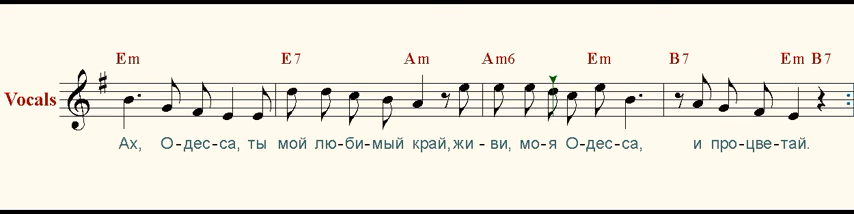 Em E7 Am Am6 Em B7 Em B7
Vocals
Ах, О-дес-са, ты мой лю-би-мый край, жи - ви, мо-я О-дес-са, и про-цве-тай.